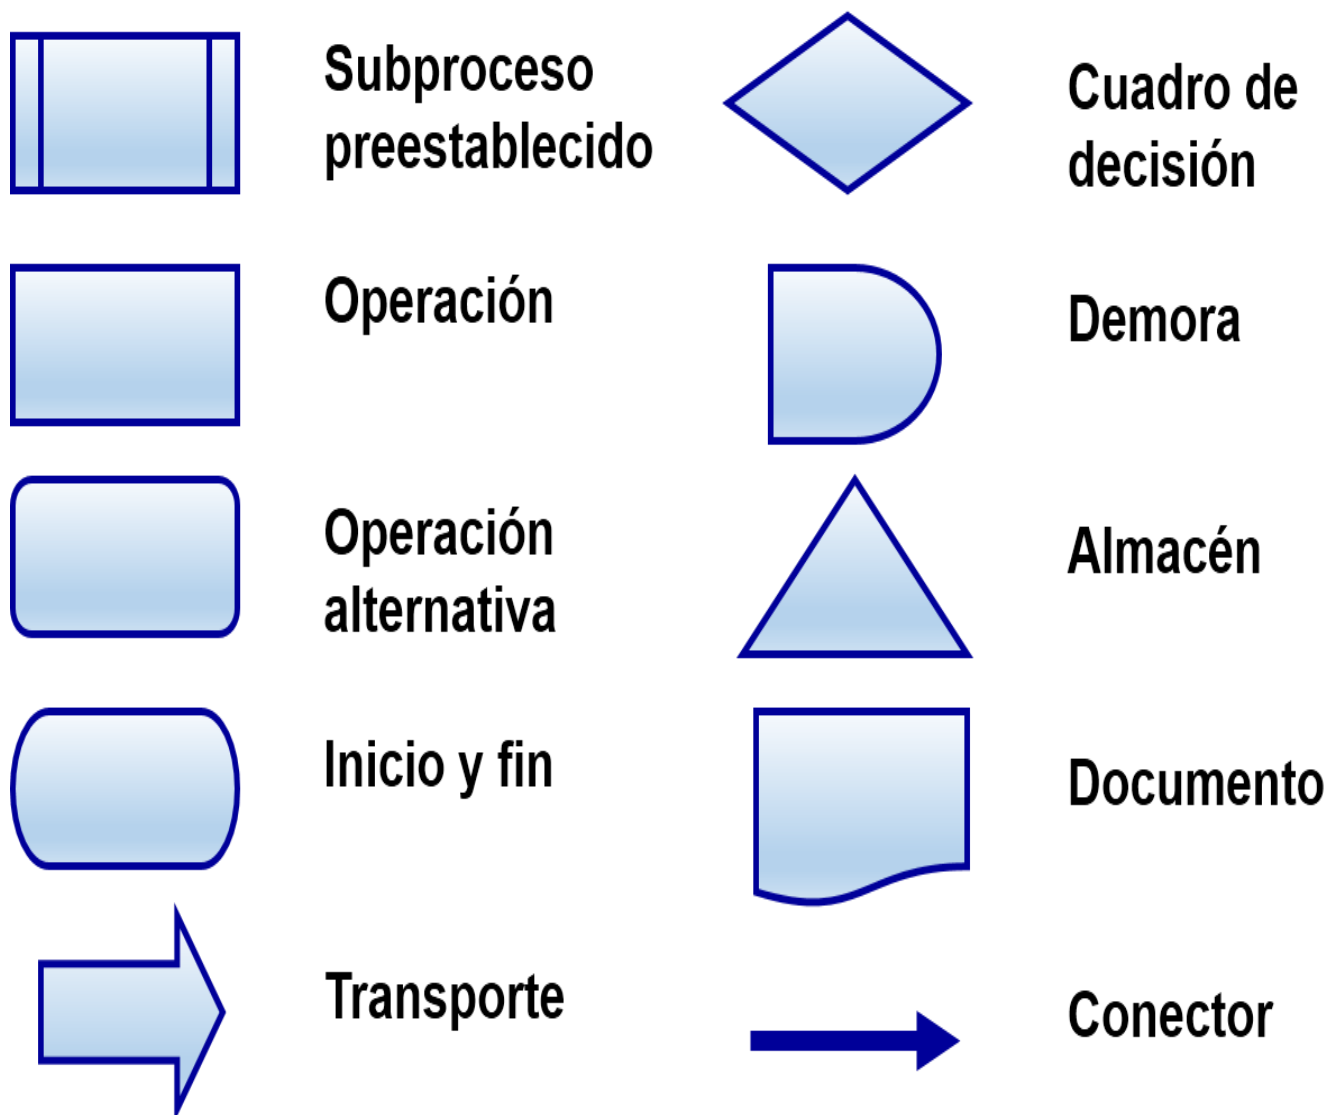 Subproceso
preestablecido
Cuadro de
decisión
Operación
Demora
Operación
alternativa
Almacén
Inicio y fin
Documento
Transporte
Conector